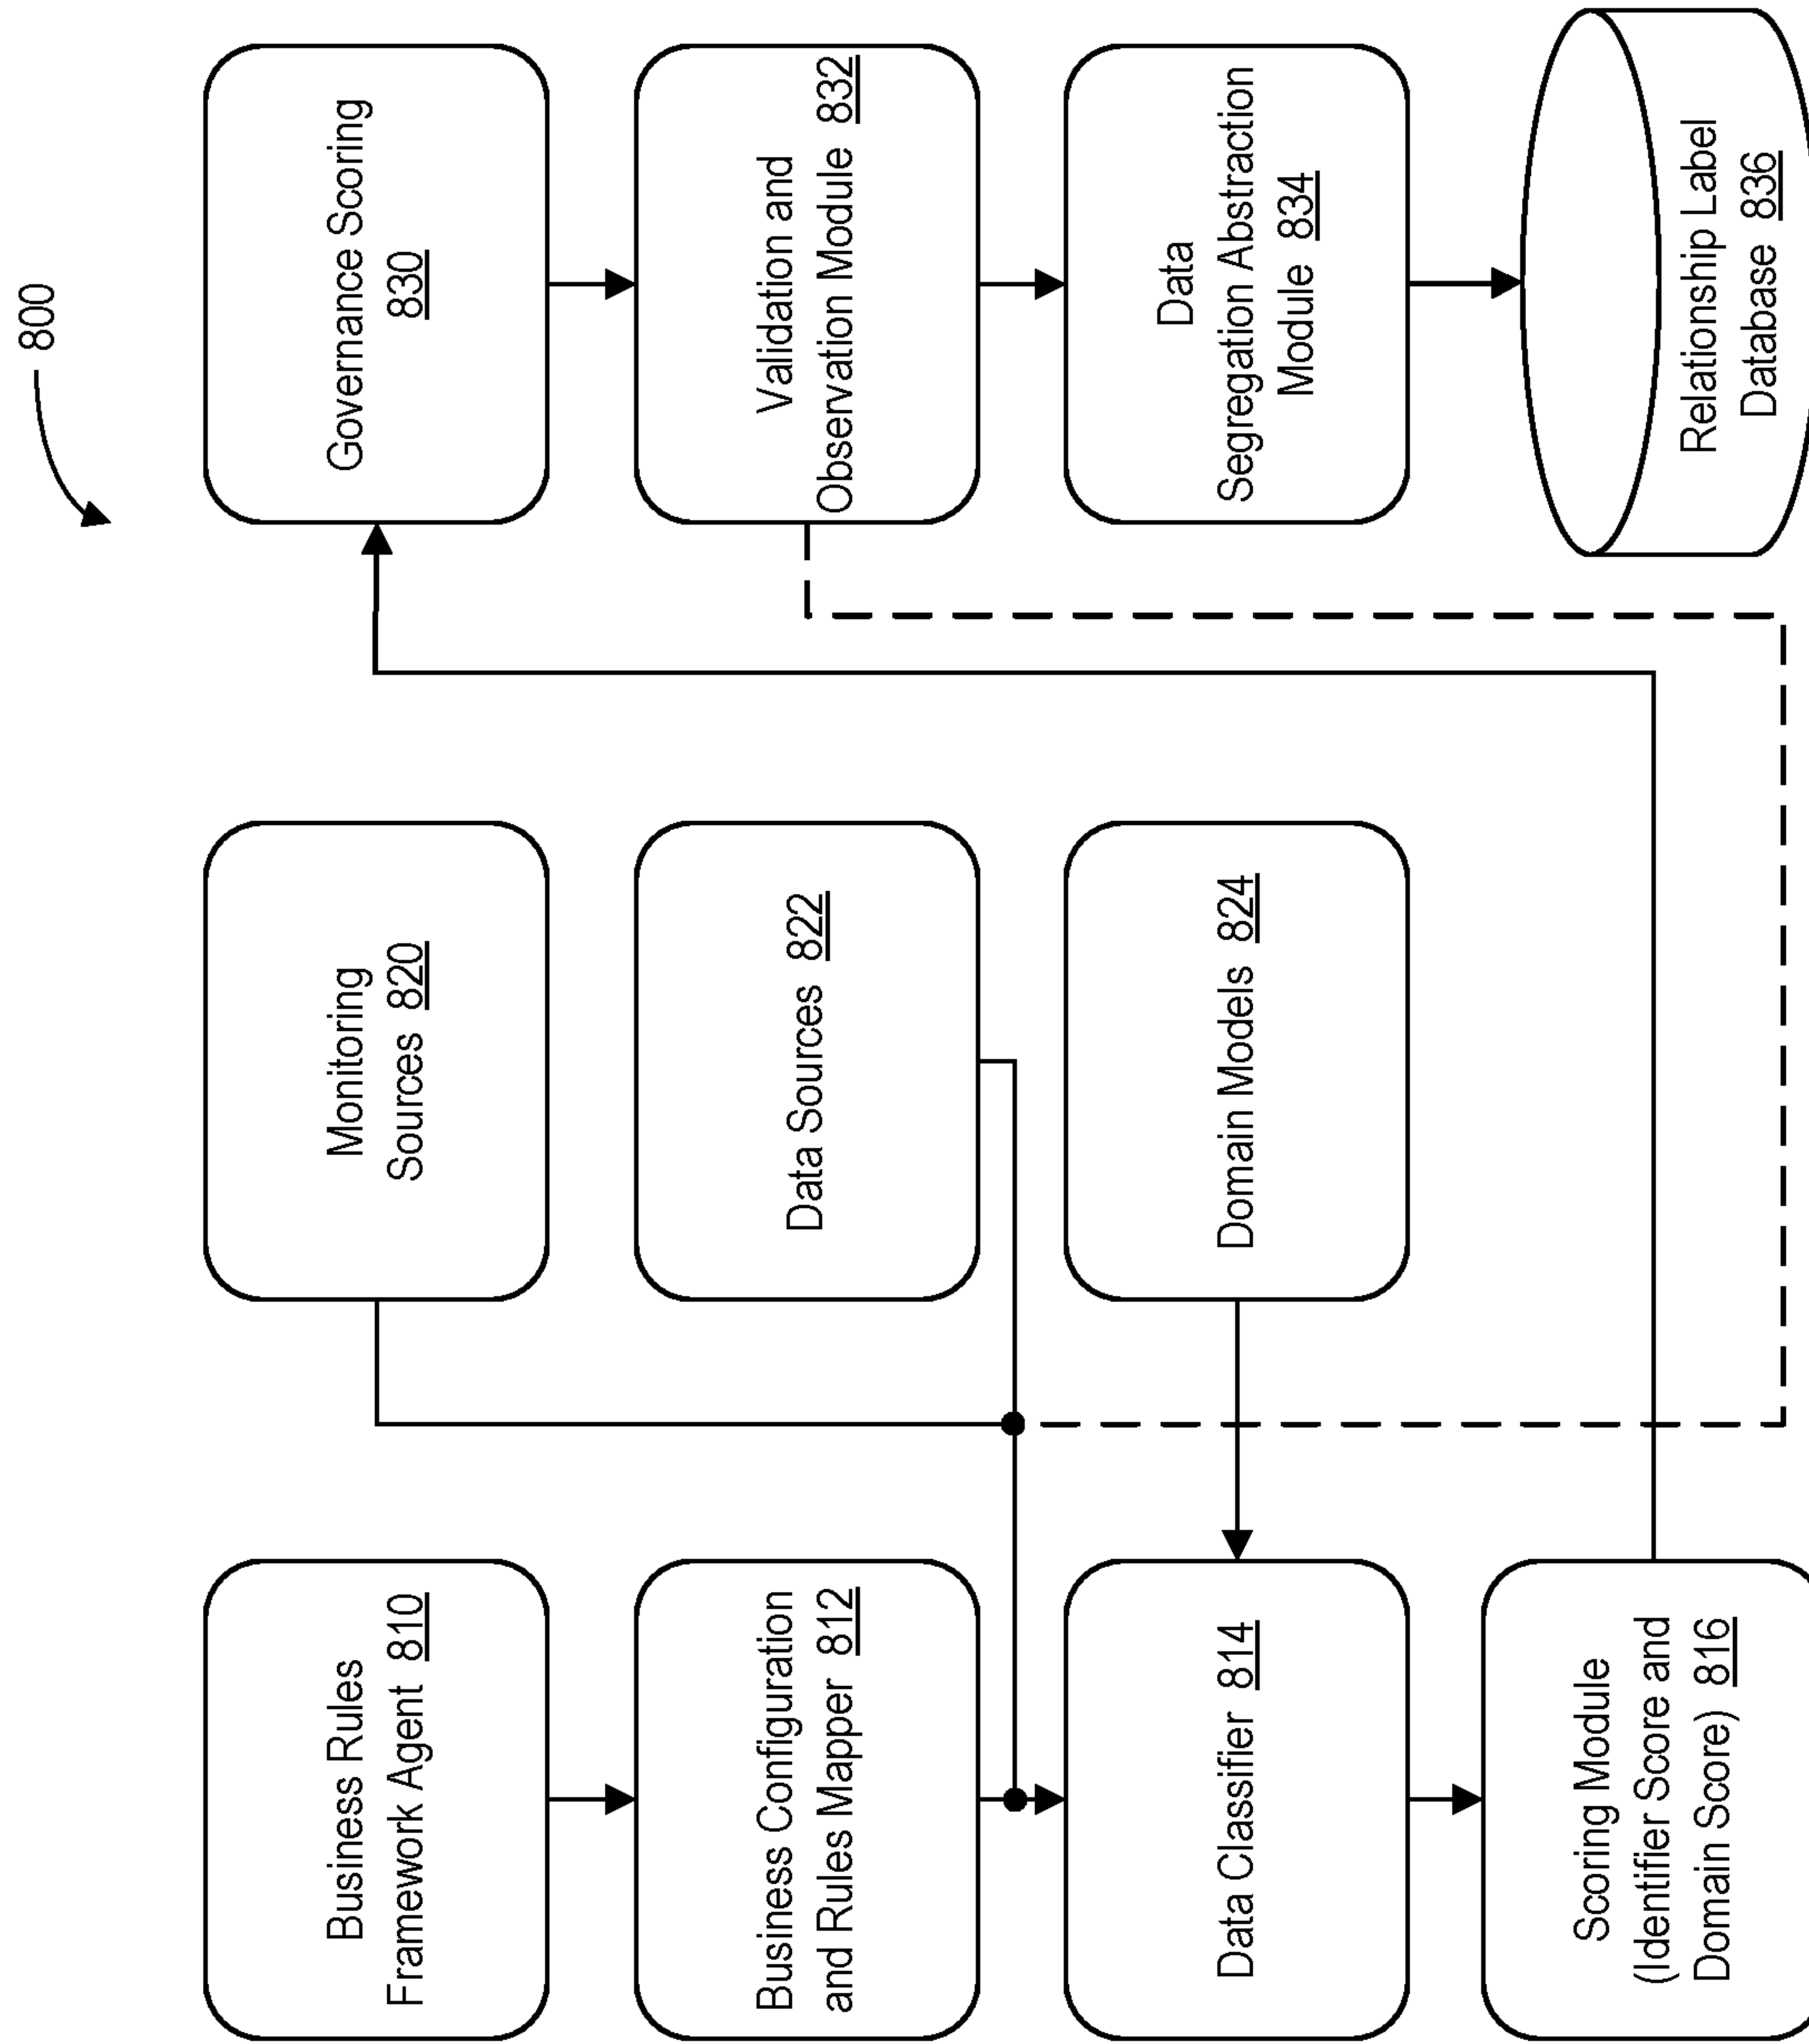 800
Business Rules
Framework Agent 810
Business Configuration
and Rules Mapper 812
Data Classifier 814
Scoring Module
(Identifier Score and
Domain Score) 816
Monitoring
Sources 820
Data Sources 822
Domain Models 824
Governance Scoring
830
Validation and
Observation Module 832
Data
Segregation Abstraction
Module 834
Relationship Label
Database 836